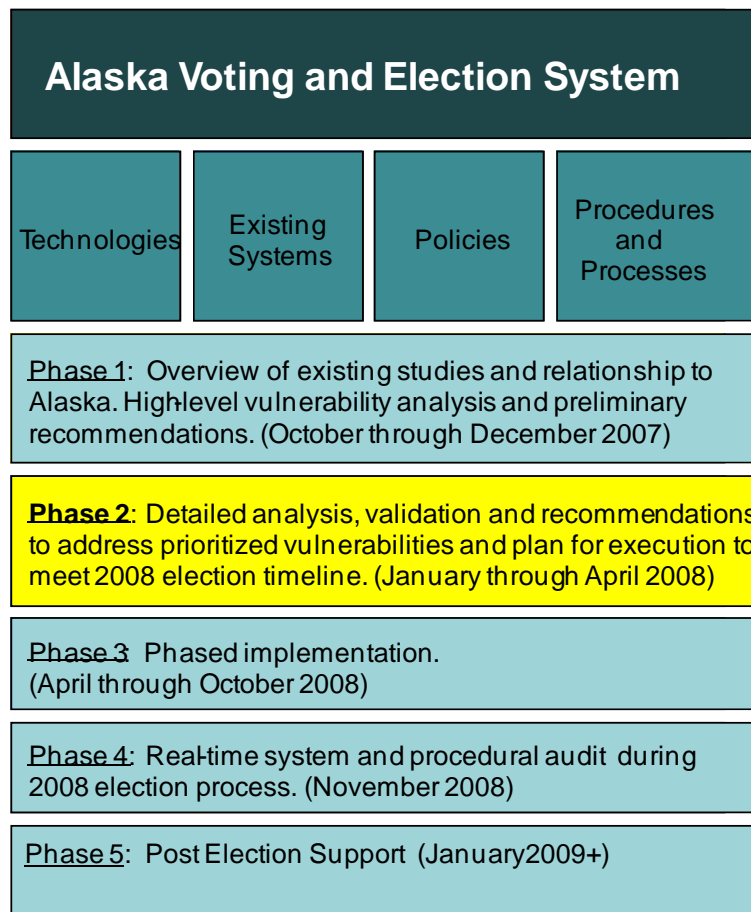 Alaska Voting and Election System
Technologies
Existing
Systems
Policies
Procedures
and
Processes
Phase 1: Overview of existing studies and relationship to
Alaska. High-level vulnerability analysis and preliminary
recommendations. (October through December 2007)
Phase 2: Detailed analysis, validation and recommendations
to address prioritized vulnerabilities and plan for execution to
meet 2008 election timeline. (January through April 2008)
Phase 3: Phased implementation.
(April through October 2008)
Phase 4: Real-time system and procedural audit during
2008 election process. (November 2008)
Phase 5: Post Election Support (January2009+)